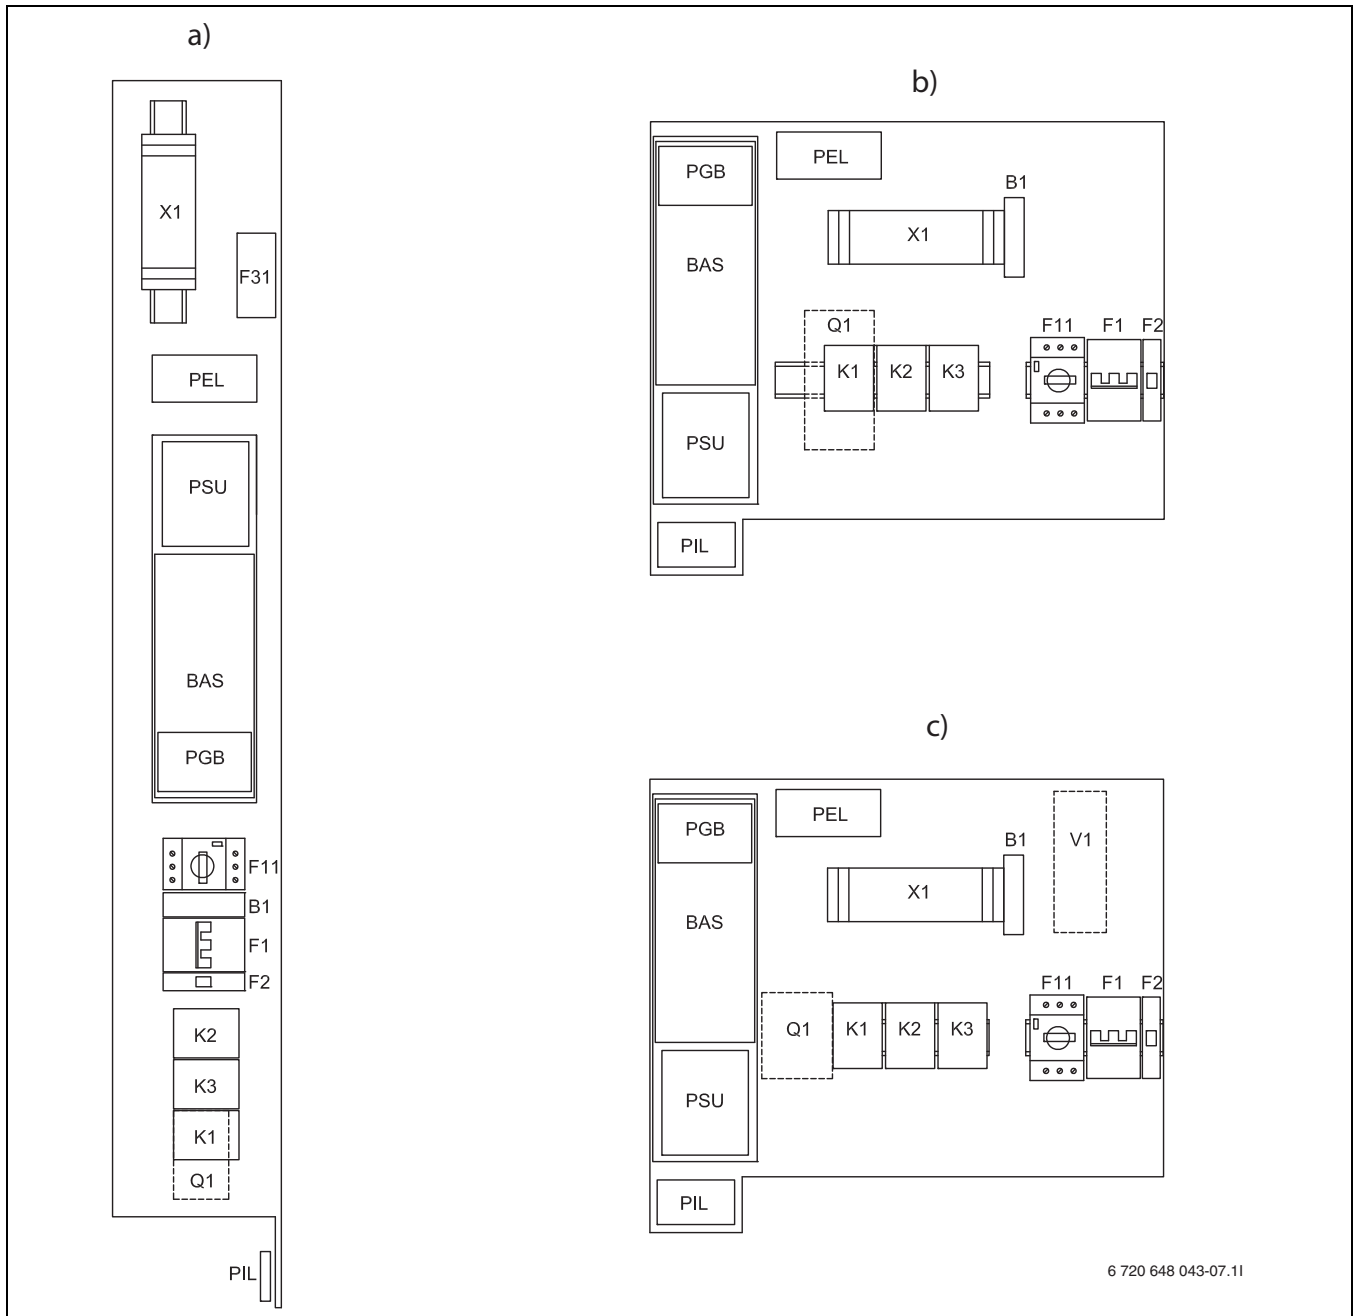 a)
X1
F31
PEL
PSU
BAS
PGB
F11
B1
F1
F2
K2
K3
K1
Q1
PIL
b)
PGB
PEL
B1
X1
BAS
Q1
F11 F1 F2
K1 K2 K3
PSU
PIL
c)
PGB
PEL
B1
V1
X1
BAS
F11 F1 F2
Q1 K1 K2 K3
PSU
PIL
6 720 648 043-07.1I